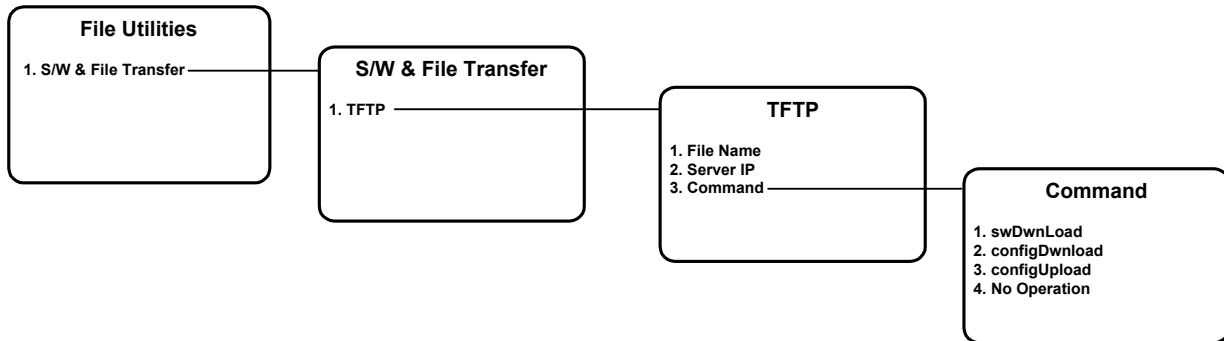 File Utilities
1. S/W & File Transfer
S/W & File Transfer
1. TFTP
TFTP
1. File Name
2. Server IP
3. Command
Command
1. swDwnLoad
2. configDwnload
3. configUpload
4. No Operation